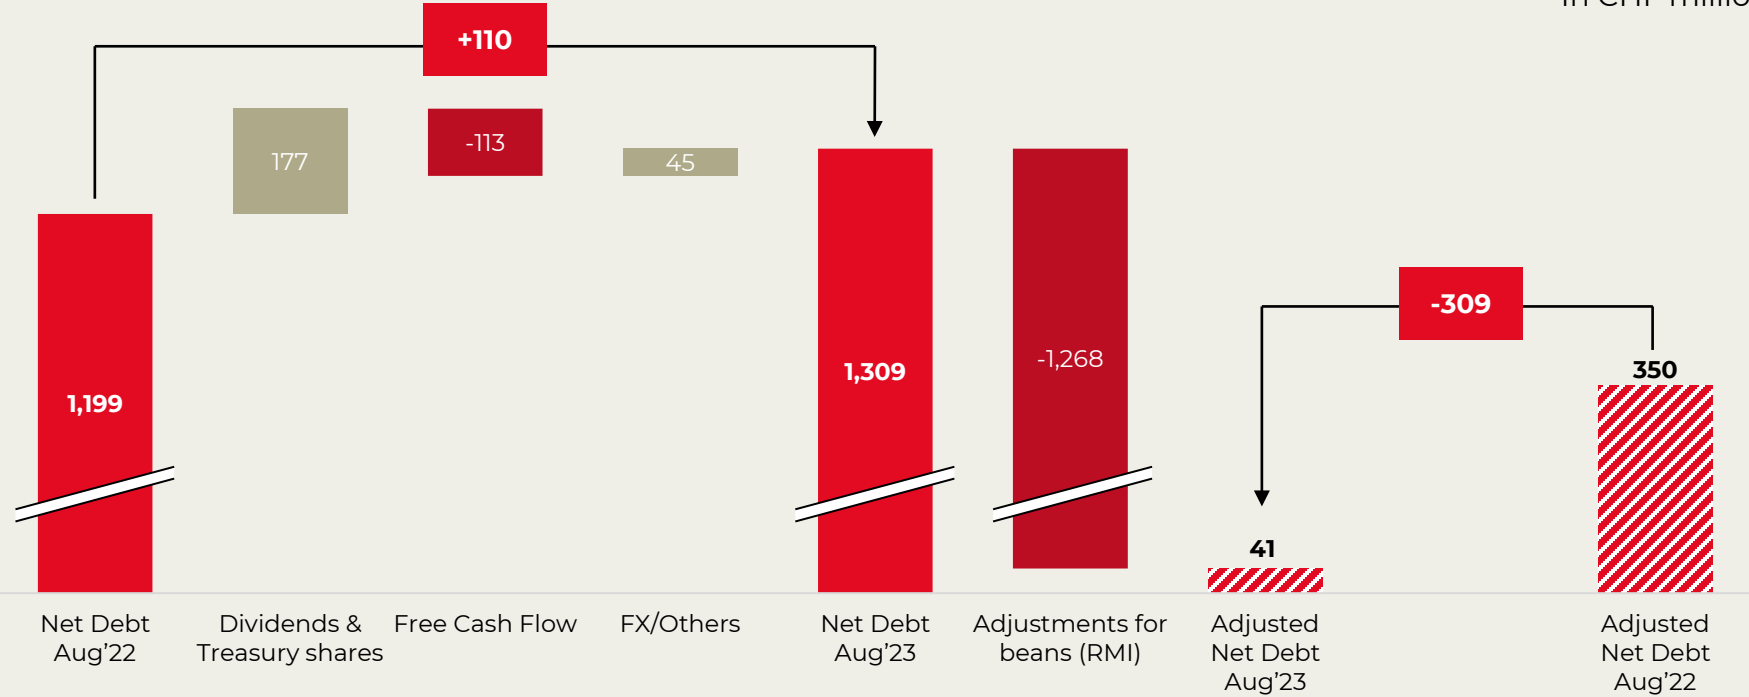 +110
177
-113
45
1,199
1,309
-1,268
-309
350
41
Net Debt
Aug’22
Dividends &
Treasury shares
Free Cash Flow
FX/Others
Net Debt
Aug’23
Adjustments for
beans (RMI)
Adjusted
Net Debt
Aug’23
Adjusted
Net Debt
Aug’22